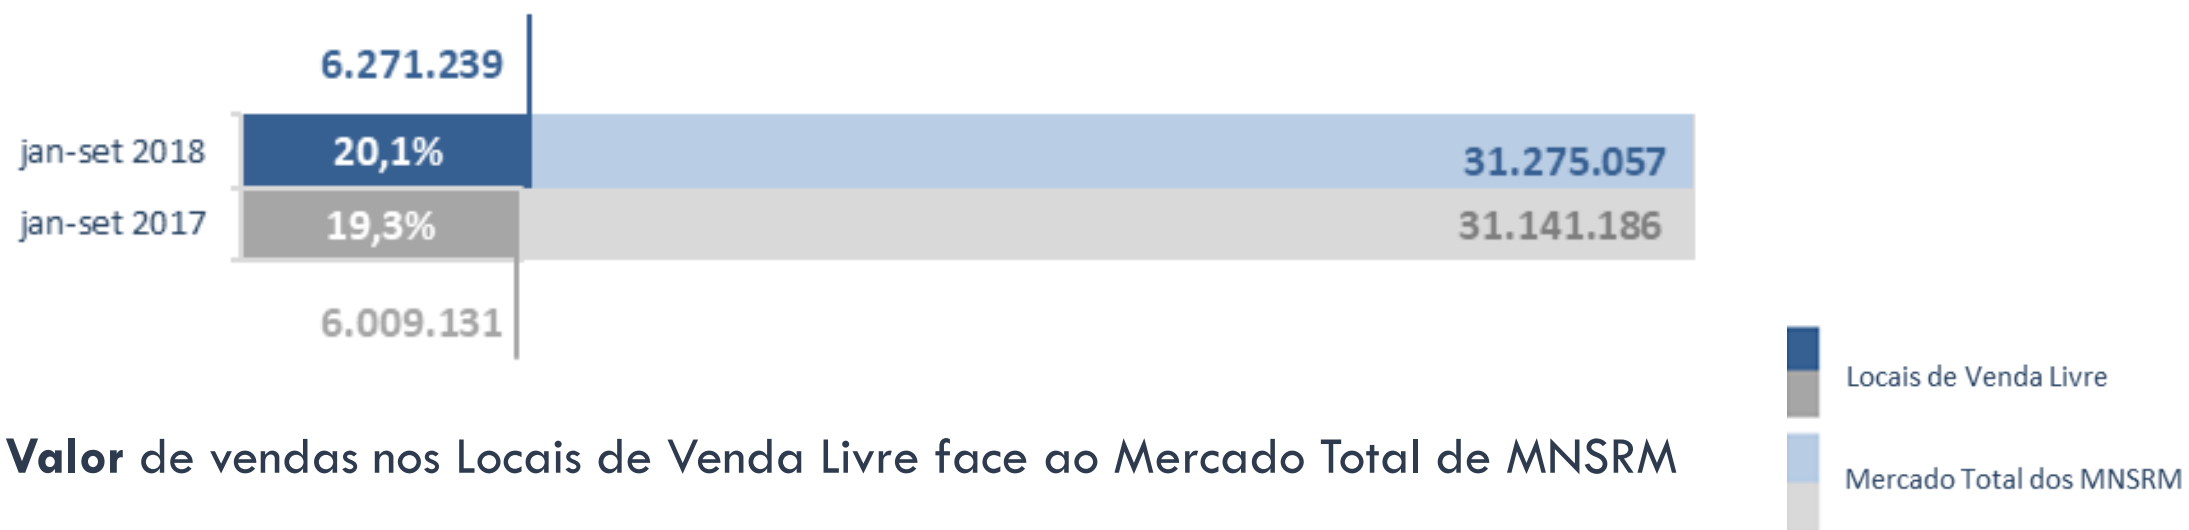 6.271.239
jan-set 2018 20,1% 31.275.057
jan-set 2017 19,3% 31.141.186
6.009.131
Locais de Venda Livre
Valor de vendas nos Locais de Venda Livre face ao Mercado Total de MNSRM
Mercado Total dos MNSRM